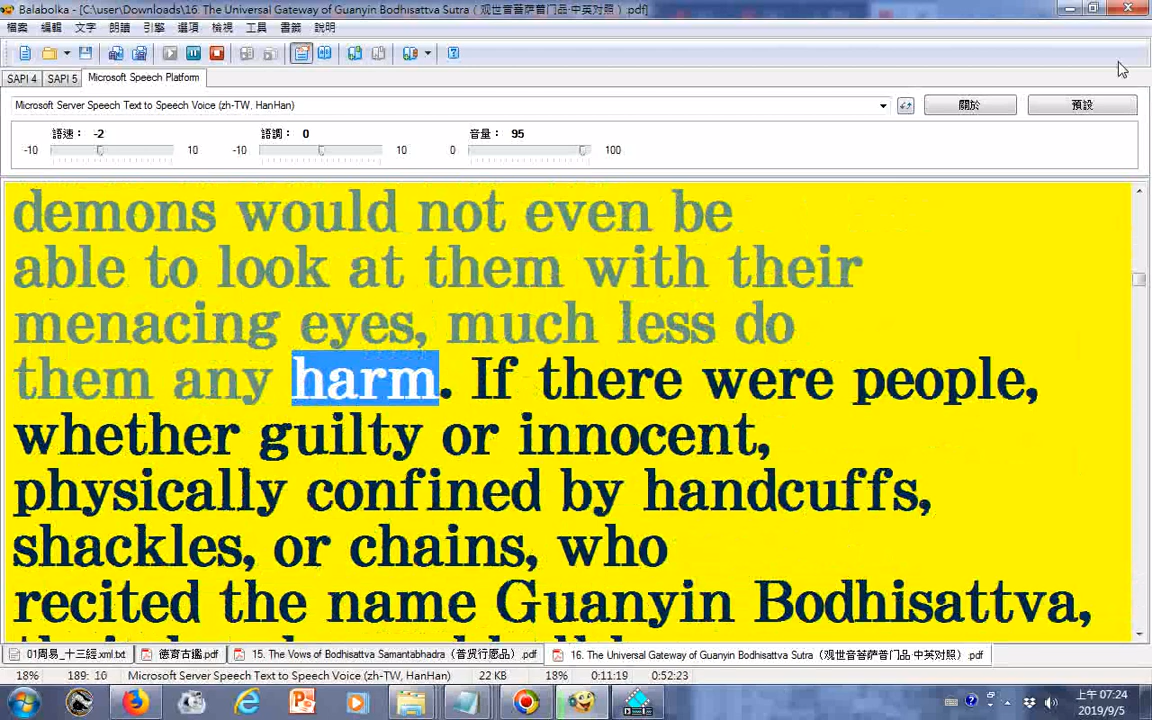 Balabolka - [C:\user\Downloads\16. The Universal Gateway of Guanyin Bodhisattva Sutra (观世音菩萨普门品·中英对照).pdf]
檔案 編輯 文字 朗讀 引擎 選項 檢視 工具 書籤 說明
SAPI 4 SAPI 5 Microsoft Speech Platform
Microsoft Server Speech Text to Speech Voice (zh-TW, HanHan) 關於 預設
語速： -2 語調： 0 音量： 95
-10 10 -10 10 0 100
demons would not even be
able to look at them with their
menacing eyes, much less do
them any harm. If there were people,
whether guilty or innocent,
physically confined by handcuffs,
shackles, or chains, who
recited the name Guanyin Bodhisattva,
01周易_十三經.xml.txt 德育古鑑.pdf 15. The Vows of Bodhisattva Samantabhadra (普贤行愿品).pdf 16. The Universal Gateway of Guanyin Bodhisattva Sutra (观世音菩萨普门品·中英对照).pdf
18% 189: 10 Microsoft Server Speech Text to Speech Voice (zh-TW, HanHan) 22 KB 18% 0:11:19 0:52:23
上午 07:24
2019/9/5